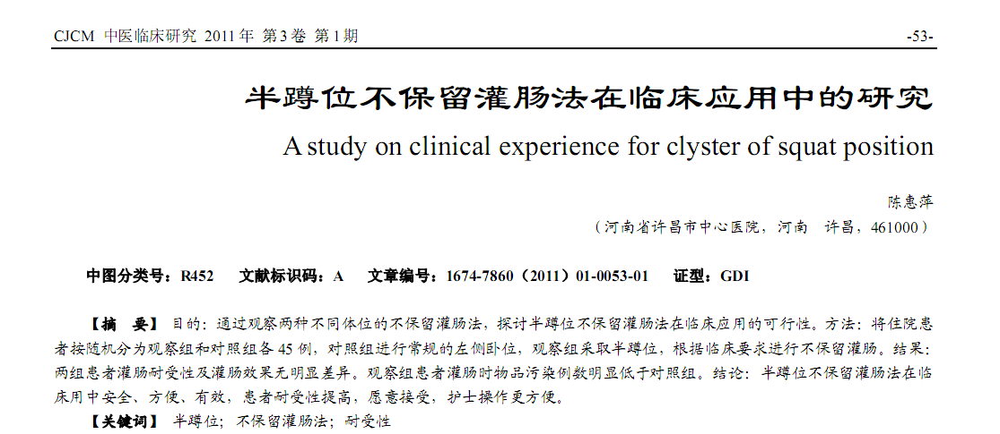 CJCM 中医临床研究 2011年 第3卷 第1期 -53-
半蹲位不保留灌肠法在临床应用中的研究
A study on clinical experience for clyster of squat position
陈惠萍
（河南省许昌市中心医院，河南 许昌，461000）
中图分类号：R452 文献标识码：A 文章编号：1674-7860（2011）01-0053-01 证型：GDI
【摘 要】目的：通过观察两种不同体位的不保留灌肠法，探讨半蹲位不保留灌肠法在临床应用的可行性。方法：将住院患
者按随机分为观察组和对照组各 45 例，对照组进行常规的左侧卧位，观察组采取半蹲位，根据临床要求进行不保留灌肠。结果：
两组患者灌肠耐受性及灌肠效果无明显差异。观察组患者灌肠时物品污染例数明显低于对照组。结论：半蹲位不保留灌肠法在临
床用中安全、方便、有效，患者耐受性提高，愿意接受，护士操作更方便。
【关键词】半蹲位；不保留灌肠法；耐受性